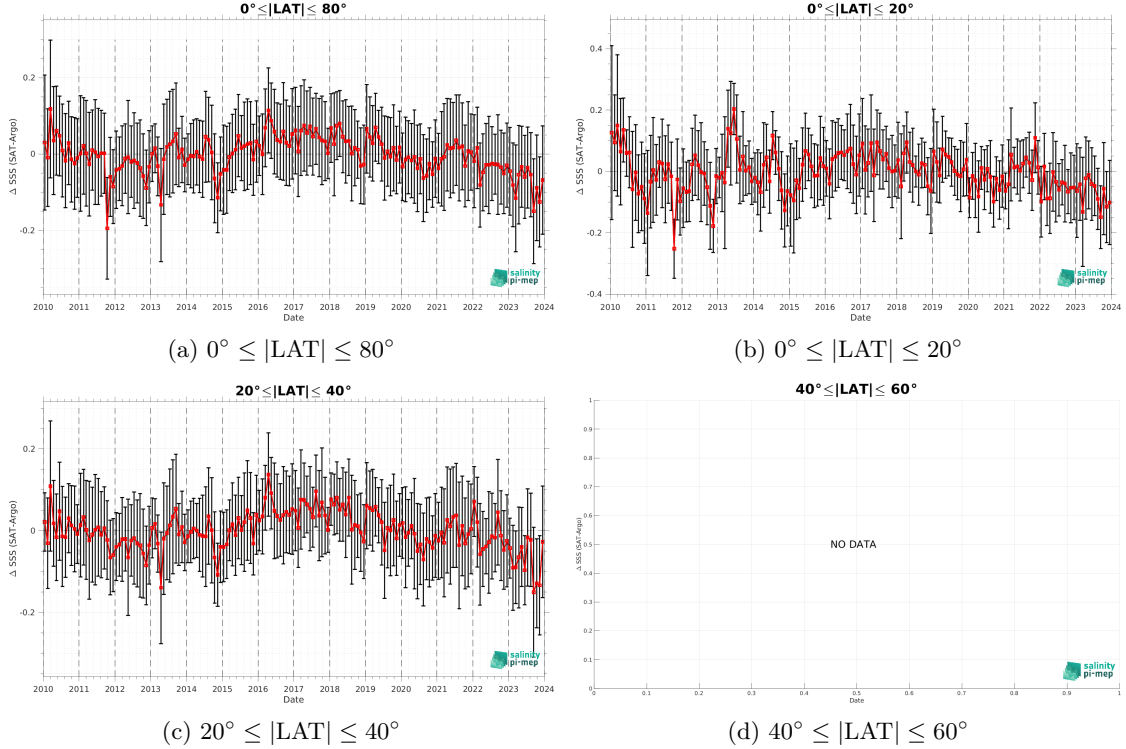 0°≤|LAT|≤ 80°
Δ SSS (SAT-Argo)
0.2
0
-0.2
2010 2011 2012 2013 2014 2015 2016 2017 2018 2019 2020 2021 2022 2023 2024
Date
salinity
pi-mep
(a) 0° ≤ |LAT| ≤ 80°
0°≤|LAT|≤ 20°
Δ SSS (SAT-Argo)
0.4
0.2
0
-0.2
-0.4
2010 2011 2012 2013 2014 2015 2016 2017 2018 2019 2020 2021 2022 2023 2024
Date
salinity
pi-mep
(b) 0° ≤ |LAT| ≤ 20°
20°≤|LAT|≤ 40°
Δ SSS (SAT-Argo)
0.2
0
-0.2
2010 2011 2012 2013 2014 2015 2016 2017 2018 2019 2020 2021 2022 2023 2024
Date
salinity
pi-mep
(c) 20° ≤ |LAT| ≤ 40°
40°≤|LAT|≤ 60°
Δ SSS (SAT-Argo)
1
0.9
0.8
0.7
0.6
0.5
0.4
0.3
0.2
0.1
0
NO DATA
0 0.1 0.2 0.3 0.4 0.5 0.6 0.7 0.8 0.9 1
Date
salinity
pi-mep
(d) 40° ≤ |LAT| ≤ 60°